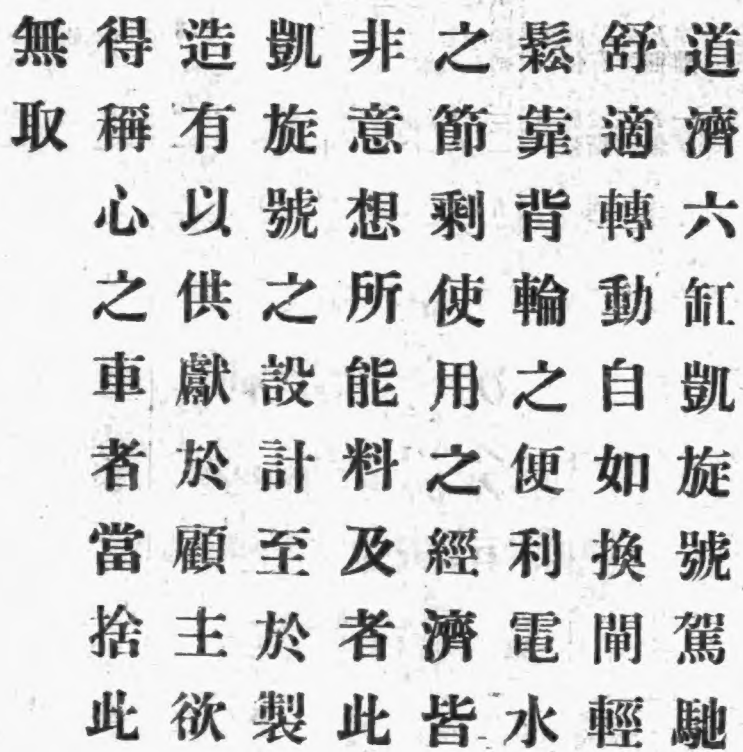 道濟六缸凱旋號駕馳
舒適轉動自如換閘輕
鬆靠背輪之便利電水
之節剩使用之經濟皆
非意想所能料及者此
凱旋號之設計至於製
造有以供獻於顧主欲
得稱心之車者當捨此
無取